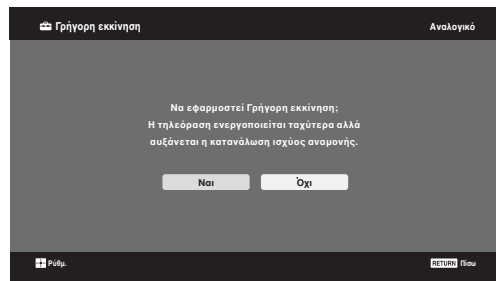 Γρήγορη εκκίνηση
Αναλογικό
Να εφαρμοστεί Γρήγορη εκκίνηση;
Η τηλεόραση ενεργοποιείται ταχύτερα αλλά
αυξάνεται η κατανάλωση ισχύος αναμονής.
Ναι
Όχι
Ρύθμ.
RETURN Πίσω